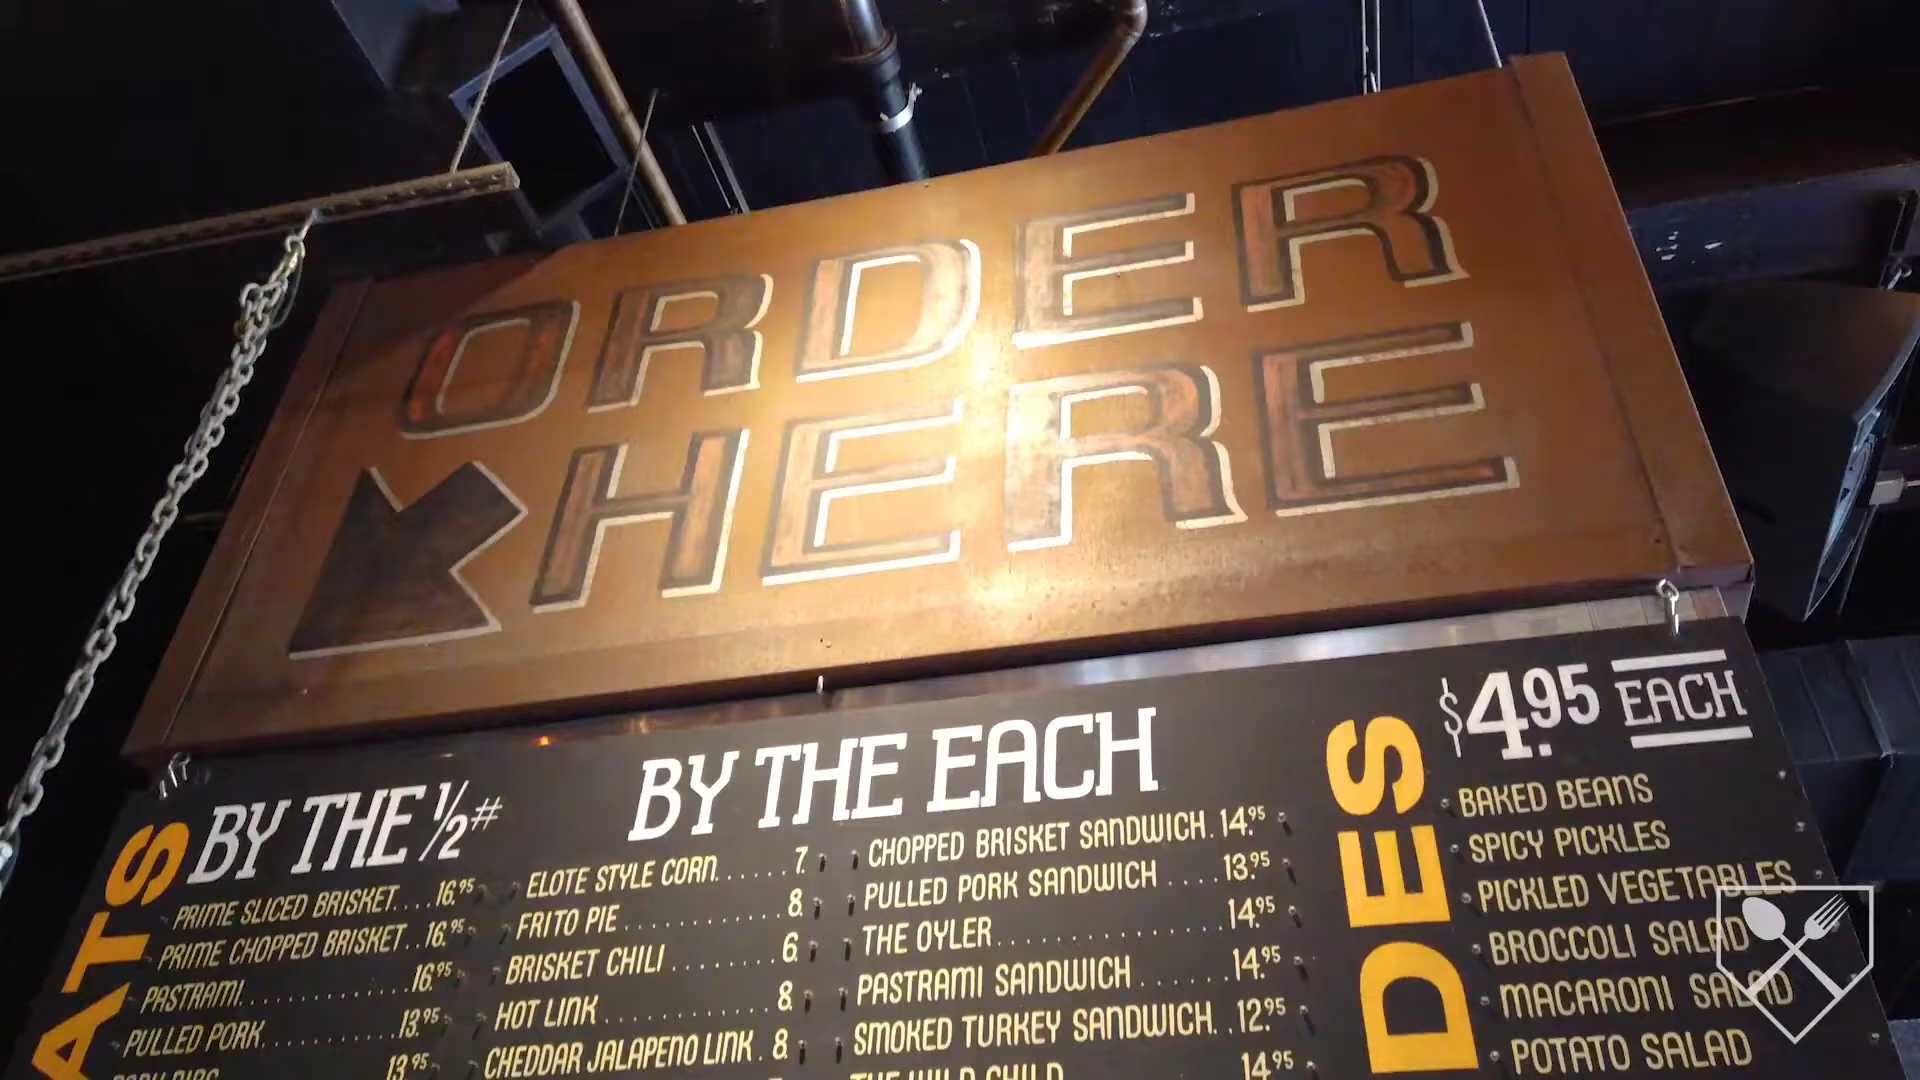 ORDER
HERE
BY THE ½#
PRIME SLICED BRISKET....16.95
PRIME CHOPPED BRISKET..16.95
PASTRAMI............16.95
PULLED PORK..........13.95
13.95
BY THE EACH
ELOTE STYLE CORN......7.
FRITO PIE............8.
BRISKET CHILI........6
HOT LINK............8.
CHEDDAR JALAPENO LINK.8.
CHOPPED BRISKET SANDWICH.14.95
PULLED PORK SANDWICH....13.95
THE OYLER..............14.95
PASTRAMI SANDWICH......14.95
SMOKED TURKEY SANDWICH..12.95
THE WILD CHILD 14.95
$4.95 EACH
BAKED BEANS
SPICY PICKLES
PICKLED VEGETABLES
BROCCOLI SALAD
MACARONI SALAD
POTATO SALAD